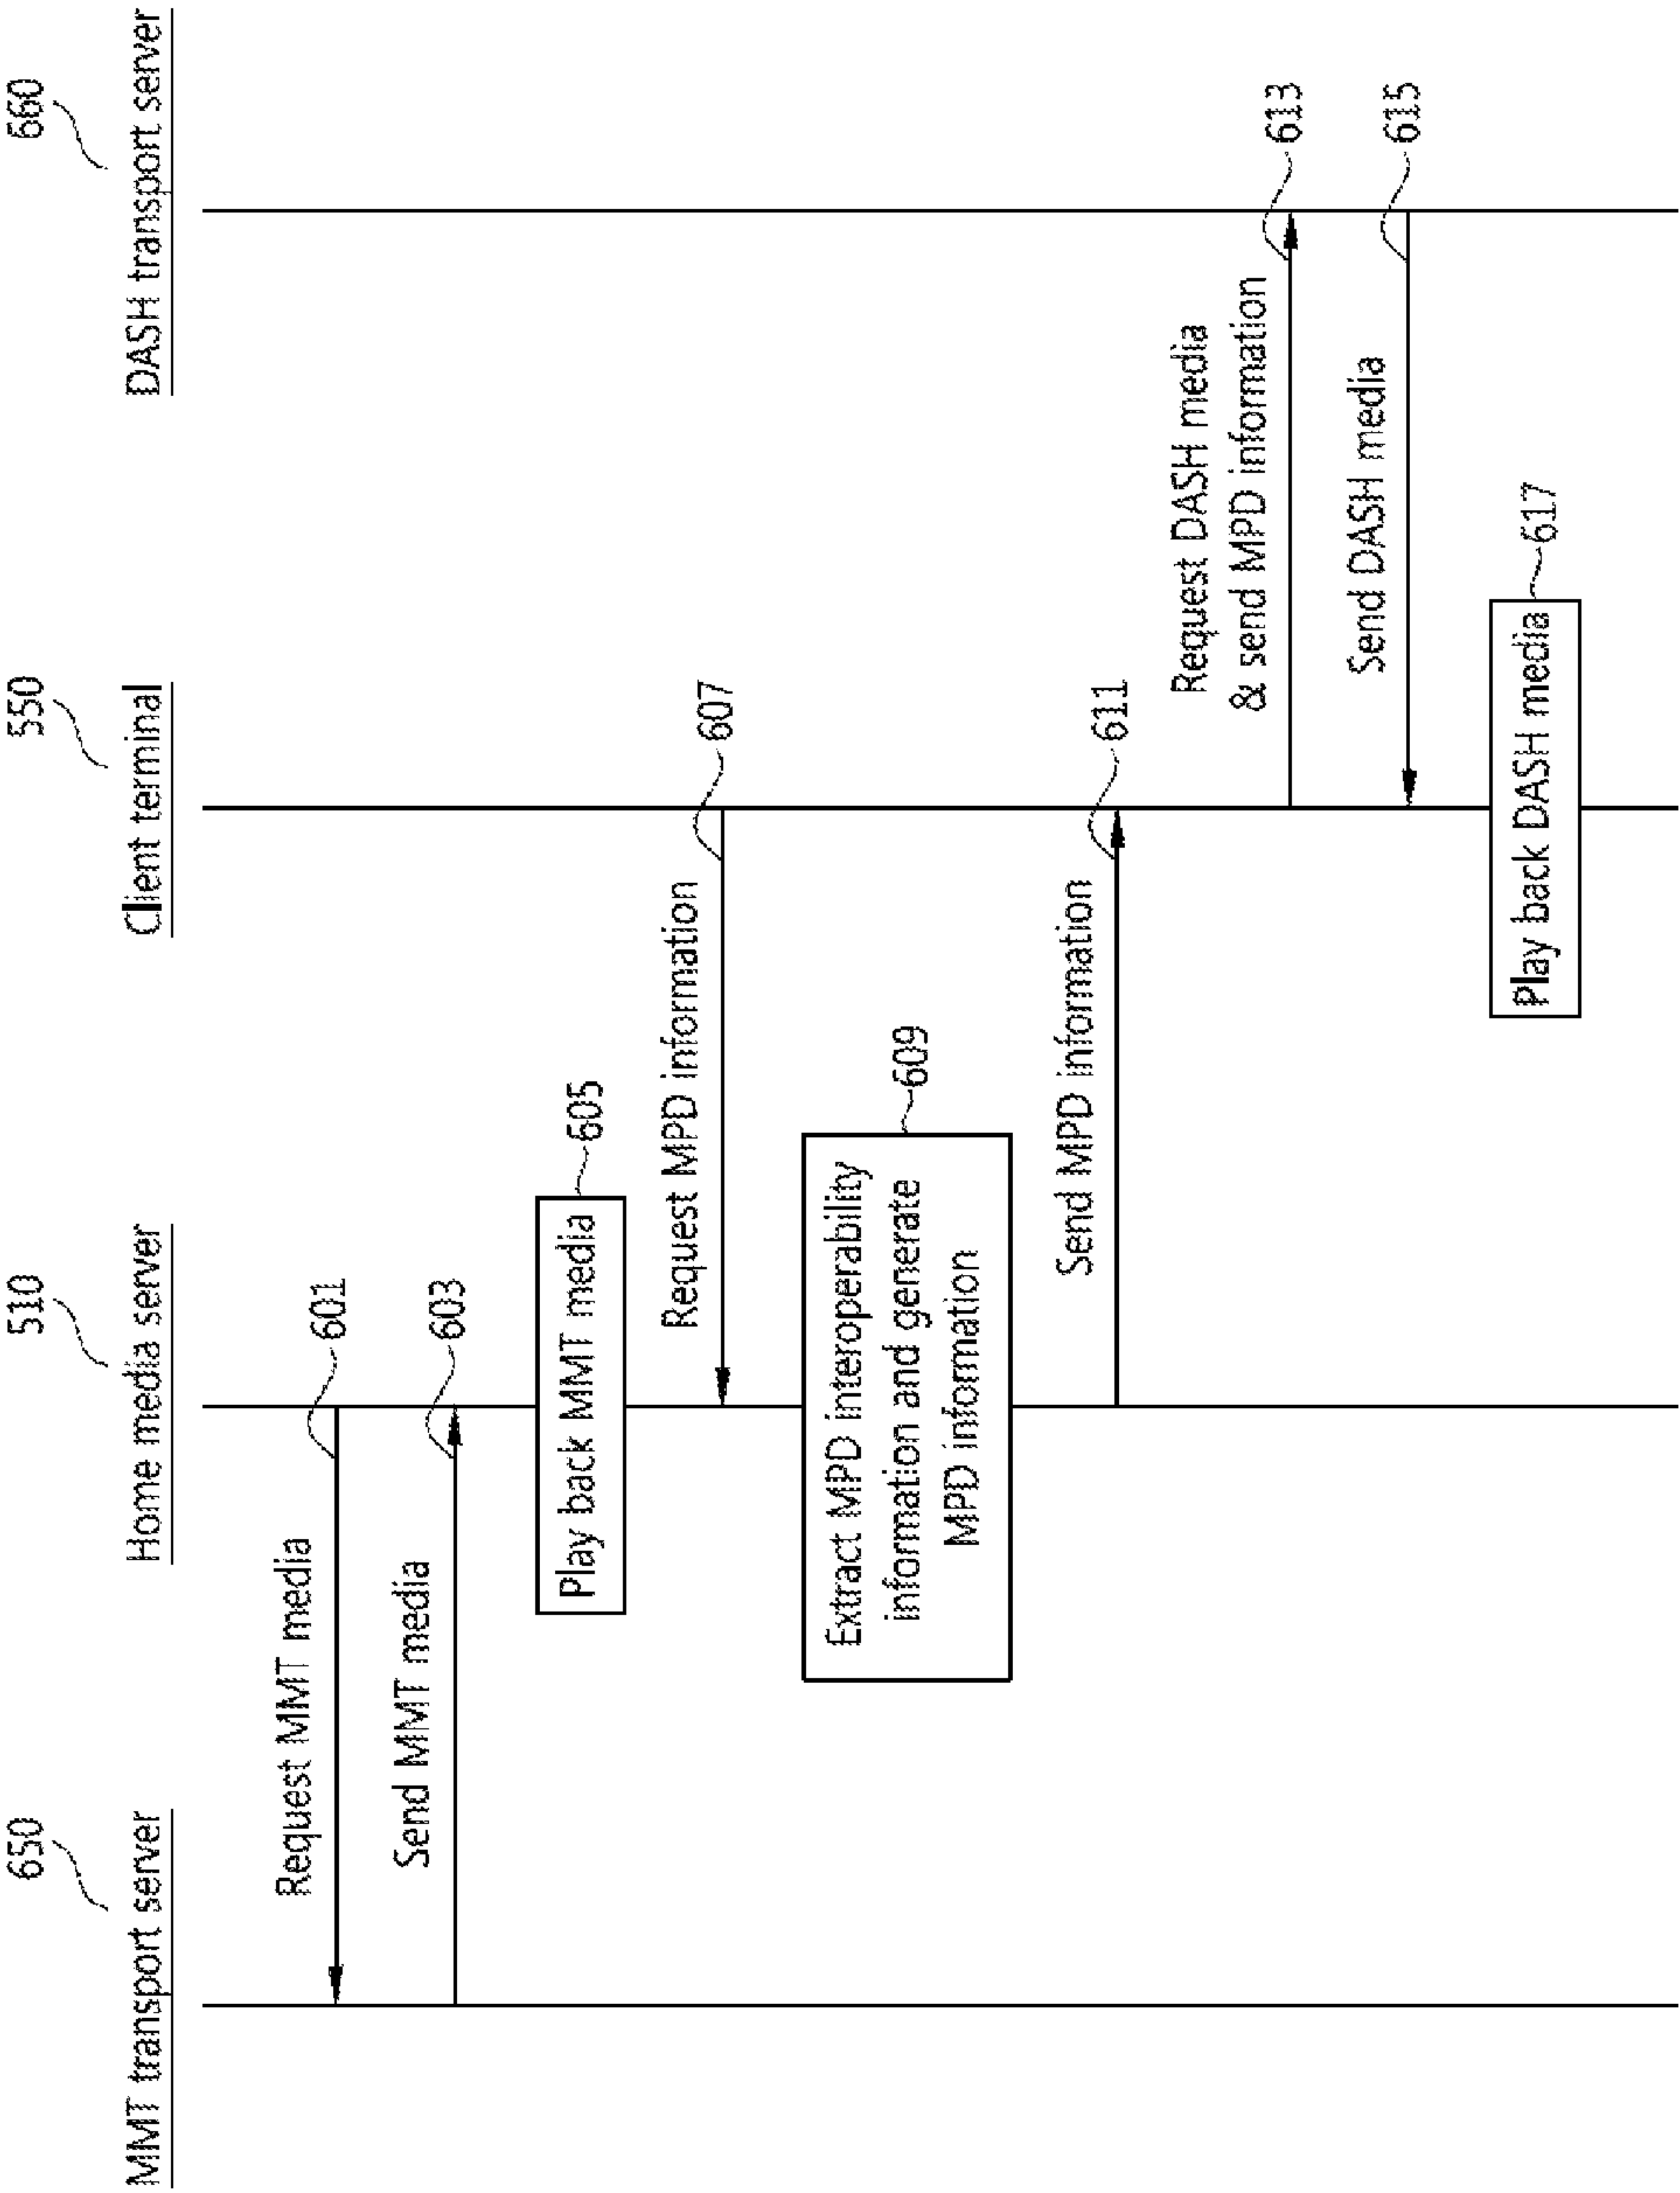 650
510
550
660
MMT transport server
Home media server
Client terminal
DASH transport server
Request MMT media
601
Send MMT media
603
Play back MMT media
605
Request MPD information
607
Extract MPD interoperability
information and generate
MPD information
609
Send MPD information
611
Request DASH media
& send MPD information
613
Send DASH media
615
Play back DASH media
617